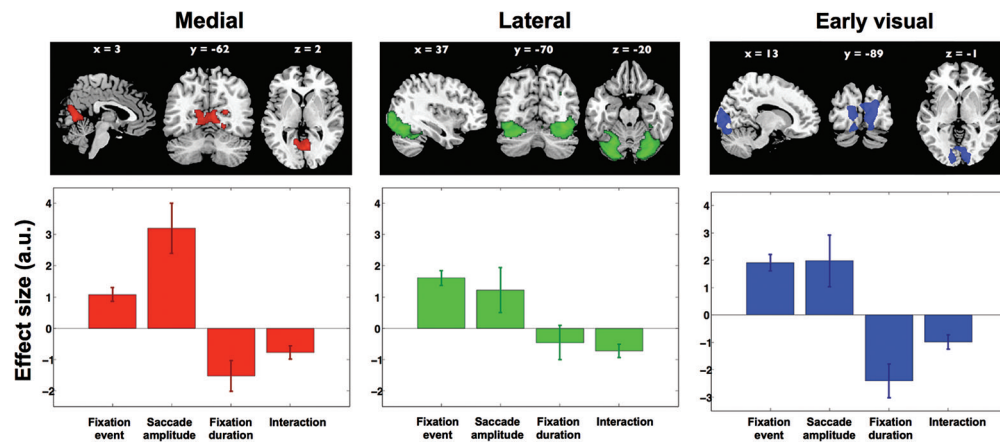 Medial
Lateral
Early visual
x = 3
y = -62
z = 2
x = 37
y = -70
z = -20
x = 13
y = -89
z = -1
Effect size (a.u.)
4
3
2
1
0
−1
−2
Fixation event
Saccade amplitude
Fixation duration
Interaction
4
3
2
1
0
−1
−2
Fixation event
Saccade amplitude
Fixation duration
Interaction
4
3
2
1
0
−1
−2
−3
Fixation event
Saccade amplitude
Fixation duration
Interaction